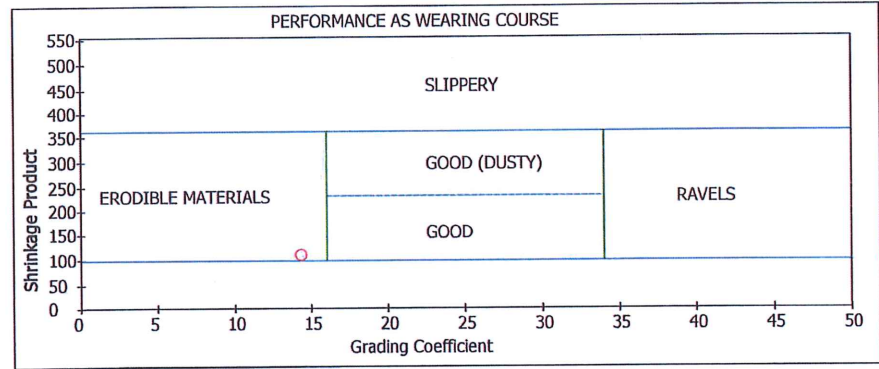 PERFORMANCE AS WEARING COURSE
550
500
450
400
350
300
250
200
150
100
50
0
Shrinkage Product
SLIPPERY
GOOD (DUSTY)
ERODIBLE MATERIALS
RAVELS
GOOD
0 5 10 15 20 25 30 35 40 45 50
Grading Coefficient